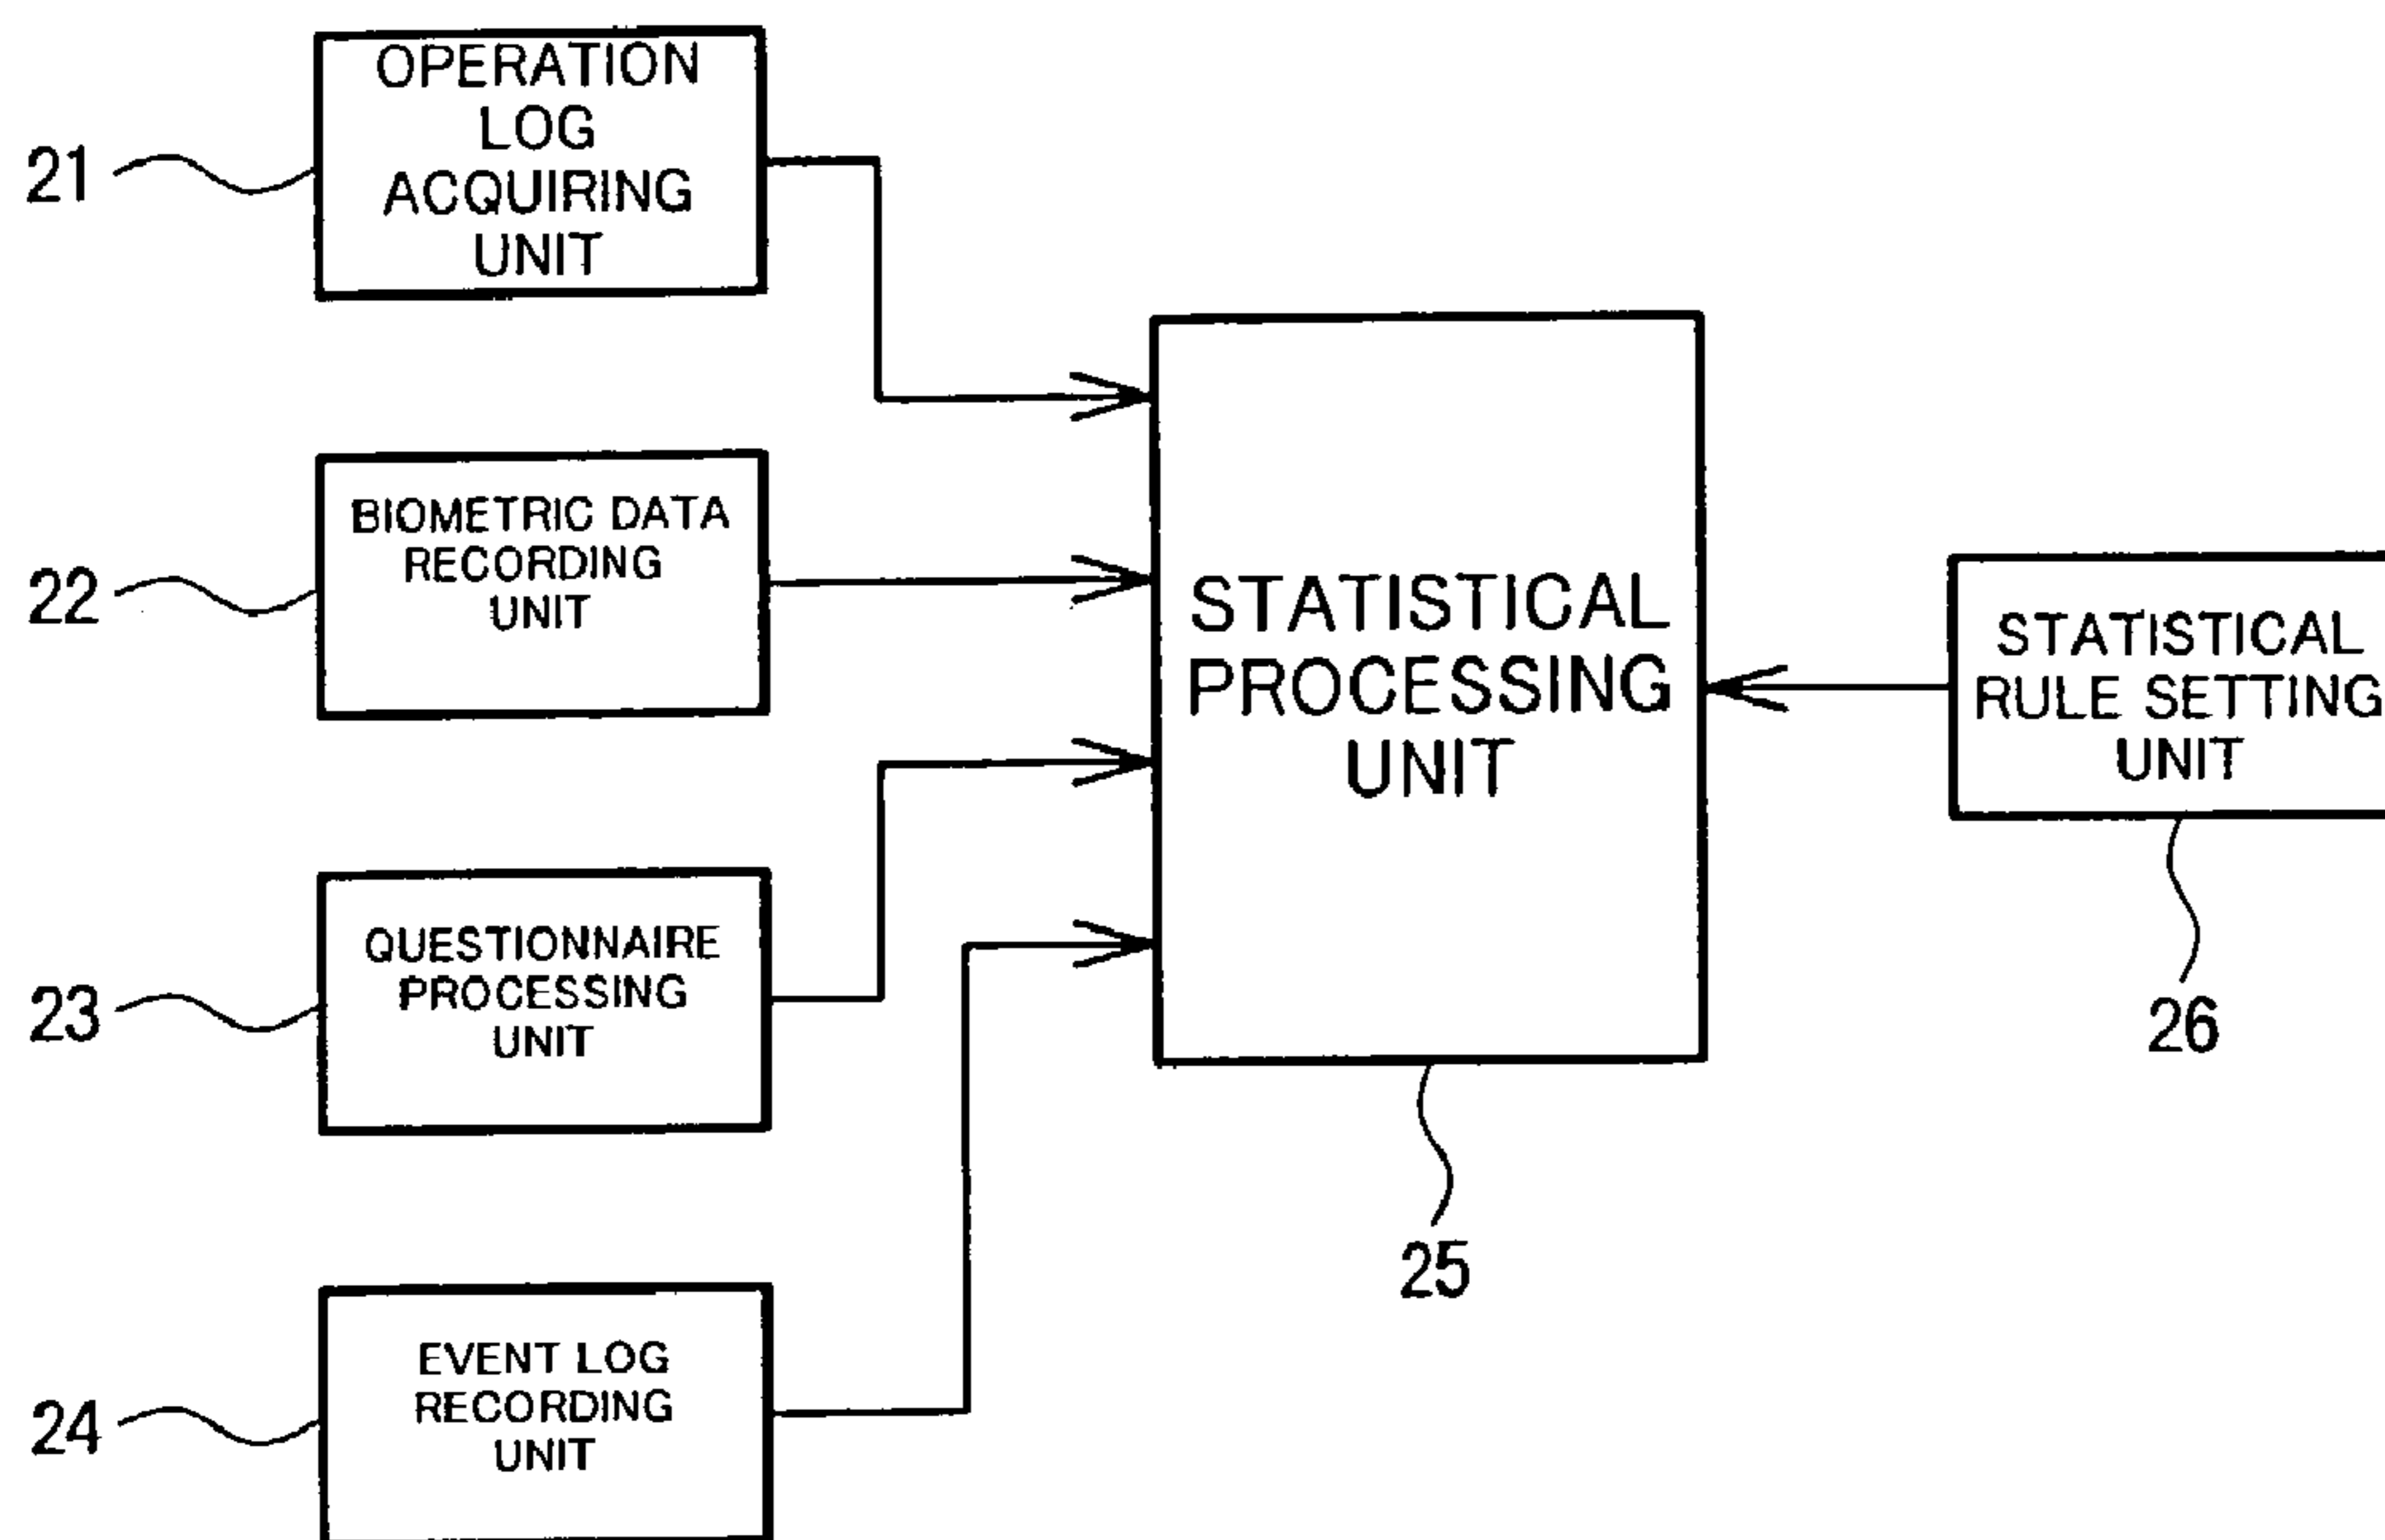 OPERATION
LOG
ACQUIRING
UNIT
21
BIOMETRIC DATA
RECORDING
UNIT
22
QUESTIONNAIRE
PROCESSING
UNIT
23
EVENT LOG
RECORDING
UNIT
24
STATISTICAL
PROCESSING
UNIT
25
STATISTICAL
RULE SETTING
UNIT
26